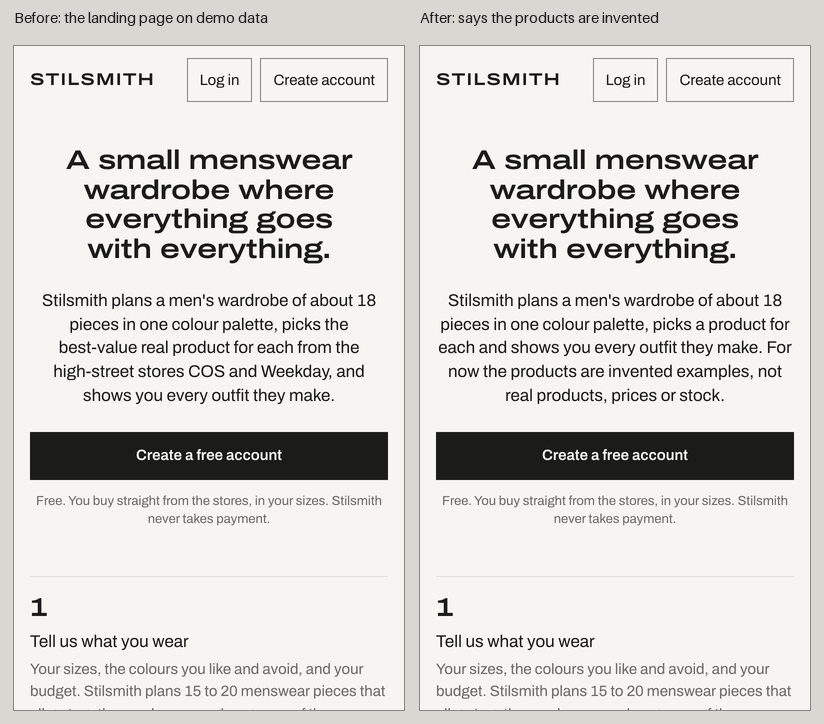 Before: the landing page on demo data
STILSMITH
Log in
Create account
A small menswear
wardrobe where
everything goes
with everything.
Stilsmith plans a men's wardrobe of about 18
pieces in one colour palette, picks the
best-value real product for each from the
high-street stores COS and Weekday, and
shows you every outfit they make.
Create a free account
Free. You buy straight from the stores, in your sizes. Stilsmith
never takes payment.
1
Tell us what you wear
Your sizes, the colours you like and avoid, and your
budget. Stilsmith plans 15 to 20 menswear pieces that
After: says the products are invented
STILSMITH
Log in
Create account
A small menswear
wardrobe where
everything goes
with everything.
Stilsmith plans a men's wardrobe of about 18
pieces in one colour palette, picks a product for
each and shows you every outfit they make. For
now the products are invented examples, not
real products, prices or stock.
Create a free account
Free. You buy straight from the stores, in your sizes. Stilsmith
never takes payment.
1
Tell us what you wear
Your sizes, the colours you like and avoid, and your
budget. Stilsmith plans 15 to 20 menswear pieces that